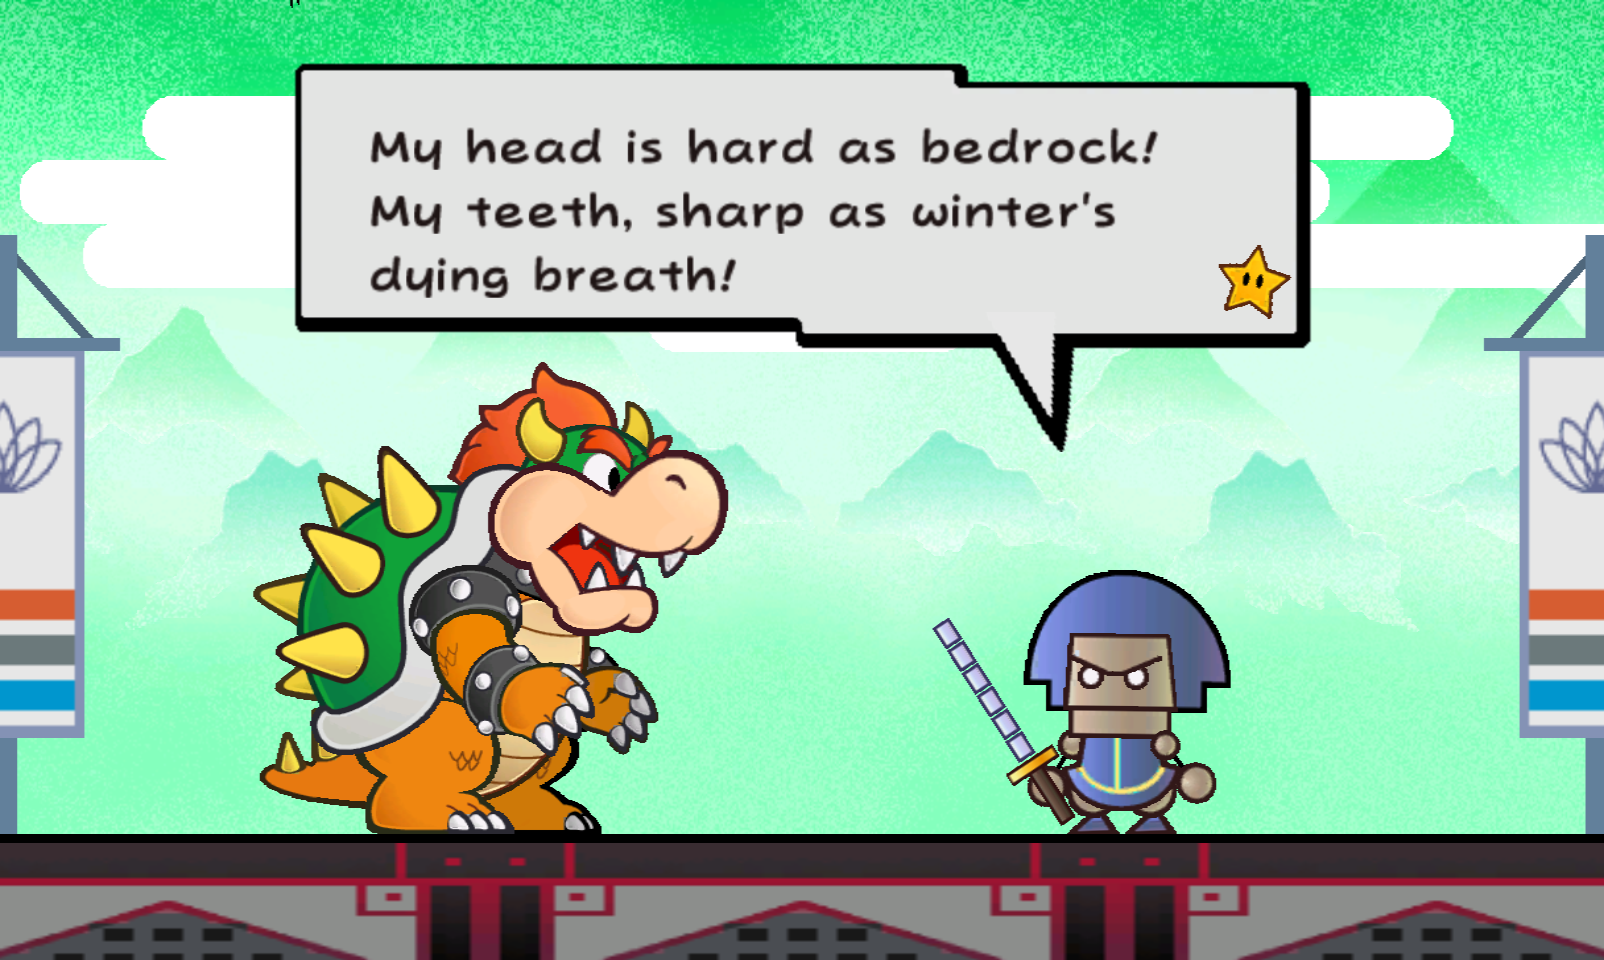 My head is hard as bedrock!
My teeth, sharp as winter's
dying breath!